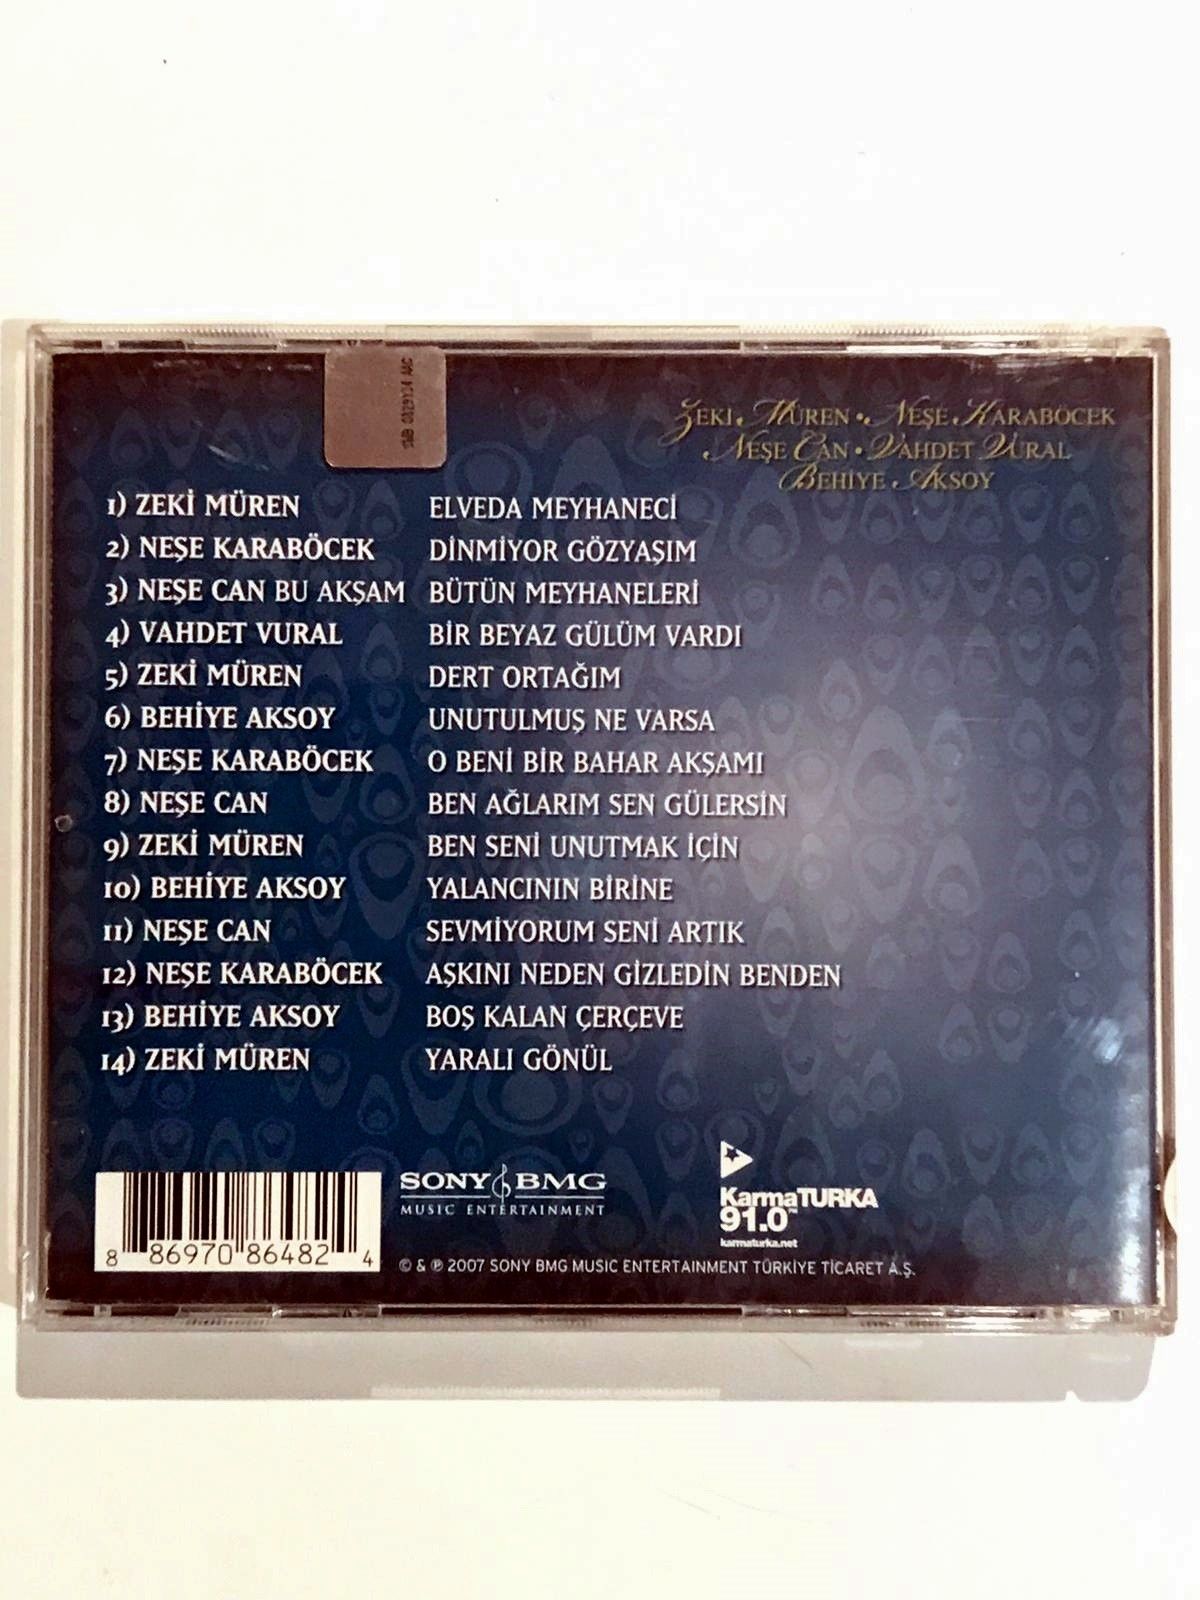 ZEKİ MÜREN • NEŞE KARABÖCEK
NEŞE CAN • VAHDET VURAL
BEHİYE AKSOY
1) ZEKİ MÜREN ELVEDA MEYHANECİ
2) NEŞE KARABÖCEK DİNMİYOR GÖZYAŞIM
3) NEŞE CAN BU AKŞAM BÜTÜN MEYHANELERİ
4) VAHDET VURAL BİR BEYAZ GÜLÜM VARDI
5) ZEKİ MÜREN DERT ORTAĞIM
6) BEHİYE AKSOY UNUTULMUŞ NE VARSA
7) NEŞE KARABÖCEK O BENİ BİR BAHAR AKŞAMI
8) NEŞE CAN BEN AĞLARIM SEN GÜLERSİN
9) ZEKİ MÜREN BEN SENİ UNUTMAK İÇİN
10) BEHİYE AKSOY YALANCININ BİRİNE
11) NEŞE CAN SEVMİYORUM SENİ ARTIK
12) NEŞE KARABÖCEK AŞKINI NEDEN GİZLEDİN BENDEN
13) BEHİYE AKSOY BOŞ KALAN ÇERÇEVE
14) ZEKİ MÜREN YARALI GÖNÜL
8 86970 86482 4
SONY BMG
MUSIC ENTERTAINMENT
KarmaTURKA
91.0™
karmaturka.net
© & ℗ 2007 SONY BMG MUSIC ENTERTAINMENT TÜRKİYE TİCARET A.Ş.